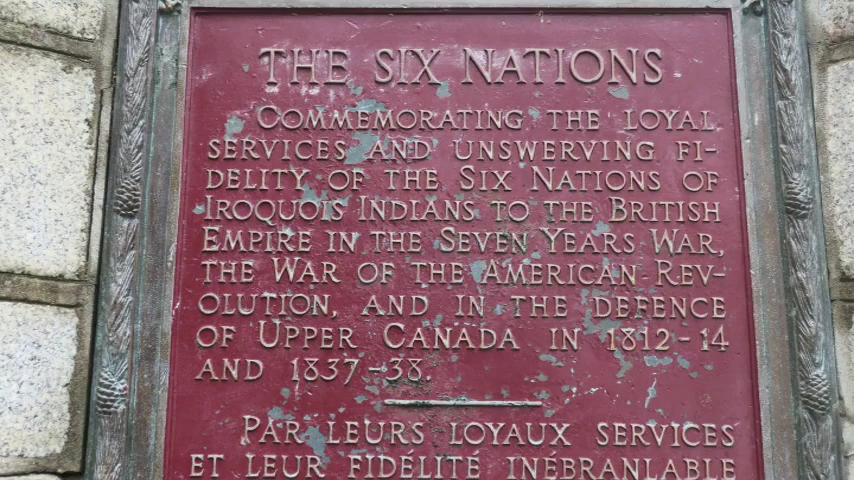 THE SIX NATIONS
COMMEMORATING THE LOYAL
SERVICES AND UNSWERVING FI-
DELITY OF THE SIX NATIONS OF
IROQUOIS INDIANS TO THE BRITISH
EMPIRE IN THE SEVEN YEARS WAR,
THE WAR OF THE AMERICAN REV-
OLUTION, AND IN THE DEFENCE
OF UPPER CANADA IN 1812-14
AND 1837-38.
PAR LEURS LOYAUX SERVICES
ET LEUR FIDÉLITÉ INÉBRANLABLE